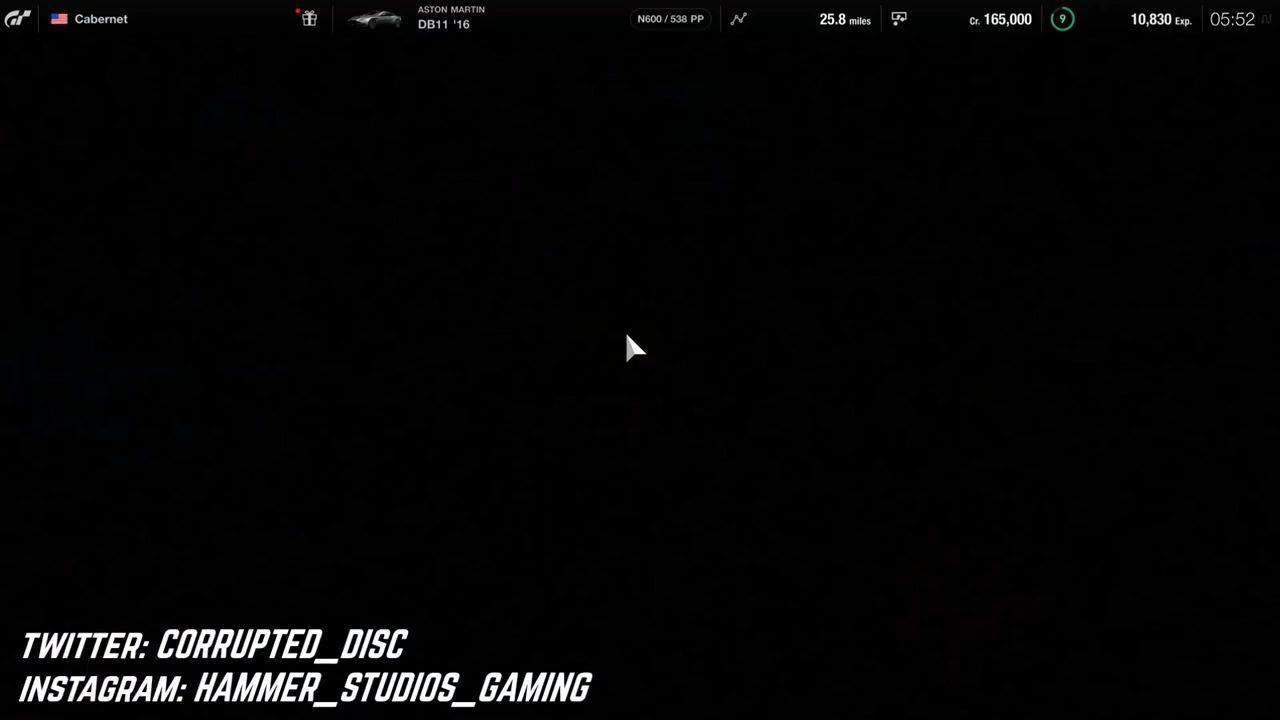 Cabernet
ASTON MARTIN
DB11 '16
N600 / 538 PP
25.8 miles
Cr. 165,000
9
10,830 Exp.
05:52
TWITTER: CORRUPTED_DISC
INSTAGRAM: HAMMER_STUDIOS_GAMING